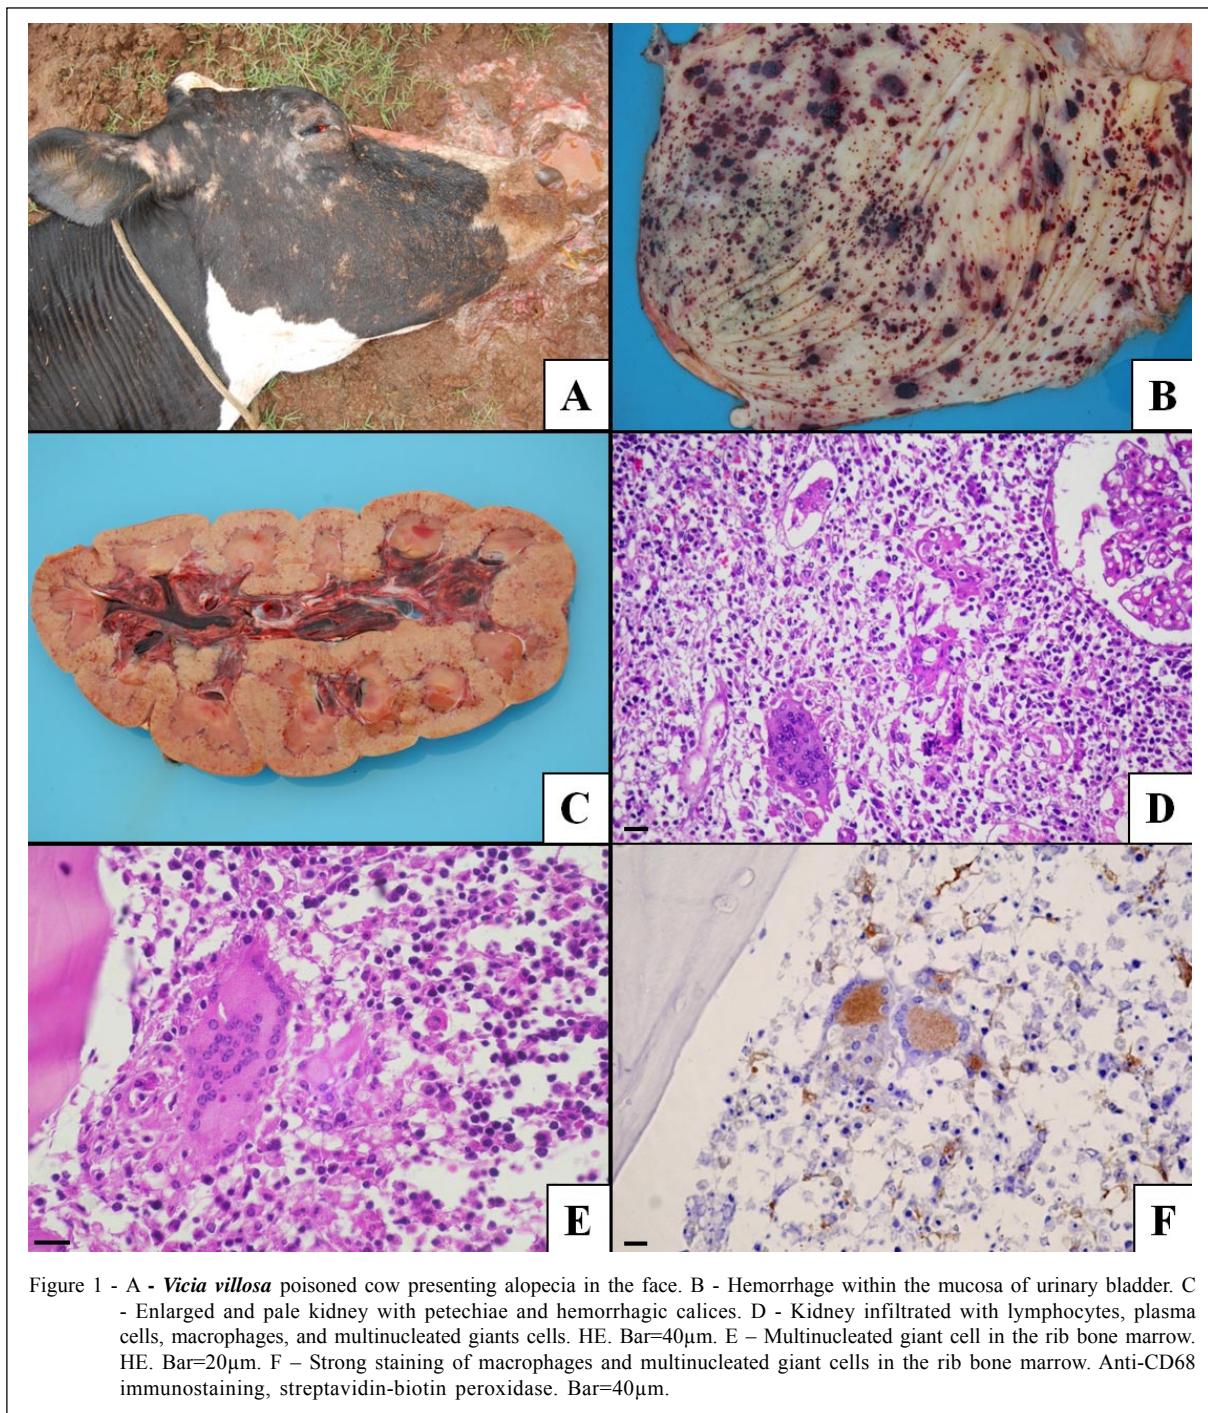 A
B
C
D
E
F
Figure 1 - A - Vicia villosa poisoned cow presenting alopecia in the face. B - Hemorrhage within the mucosa of urinary bladder. C
- Enlarged and pale kidney with petechiae and hemorrhagic calices. D - Kidney infiltrated with lymphocytes, plasma
cells, macrophages, and multinucleated giants cells. HE. Bar=40µm. E – Multinucleated giant cell in the rib bone marrow.
HE. Bar=20µm. F – Strong staining of macrophages and multinucleated giant cells in the rib bone marrow. Anti-CD68
immunostaining, streptavidin-biotin peroxidase. Bar=40µm.